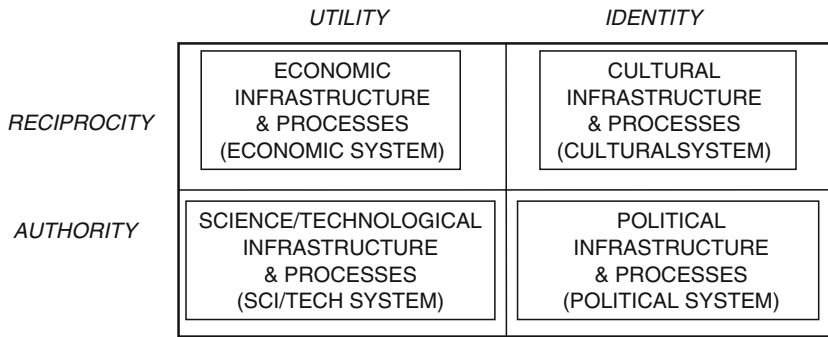 UTILITY IDENTITY
RECIPROCITY
ECONOMIC
INFRASTRUCTURE
& PROCESSES
(ECONOMIC SYSTEM)
CULTURAL
INFRASTRUCTURE
& PROCESSES
(CULTURALSYSTEM)
AUTHORITY
SCIENCE/TECHNOLOGICAL
INFRASTRUCTURE
& PROCESSES
(SCI/TECH SYSTEM)
POLITICAL
INFRASTRUCTURE
& PROCESSES
(POLITICAL SYSTEM)